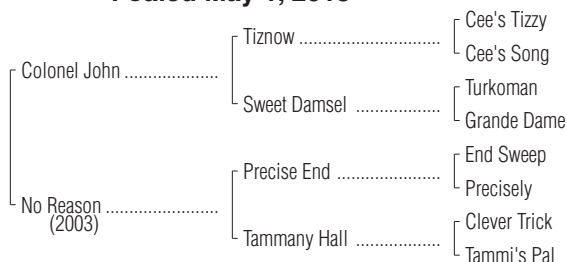 Cee's Tizzy
Tiznow
Cee's Song
Colonel John
Turkoman
Sweet Damsel
Grande Dame
End Sweep
Precise End
Precisely
No Reason
(2003)
Clever Trick
Tammany Hall
Tammi's Pal